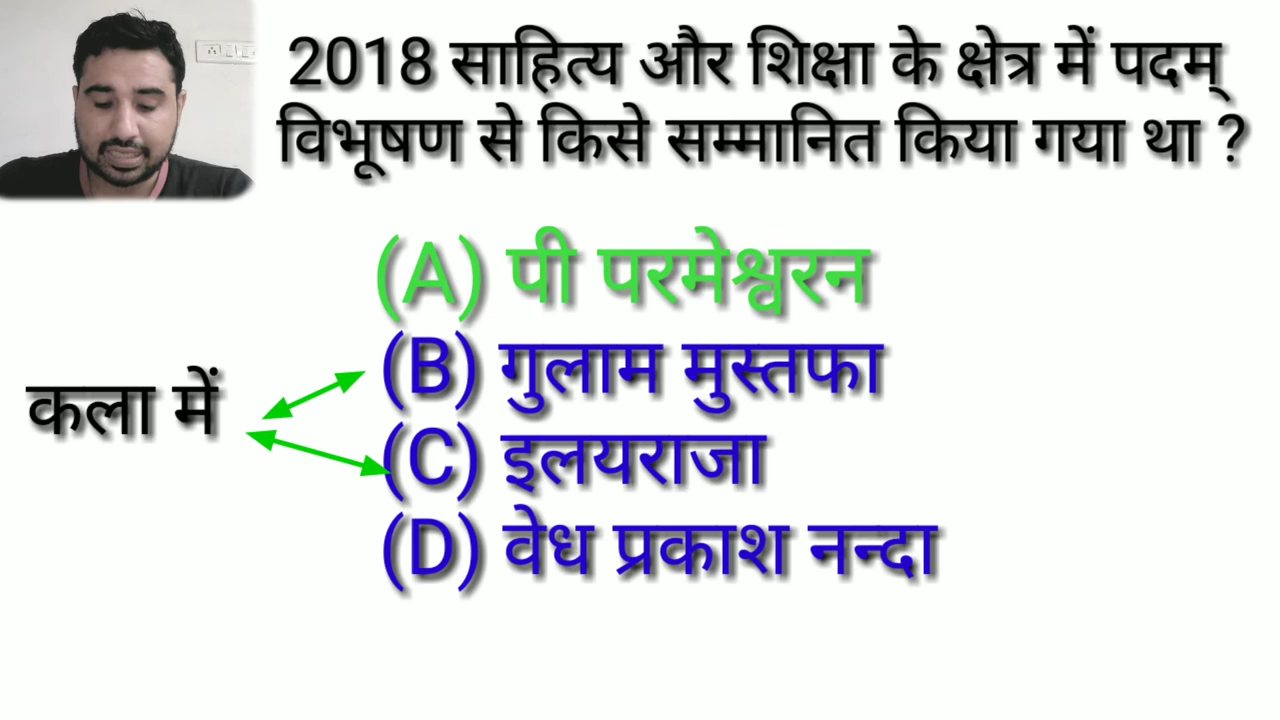 2018 साहित्य और शिक्षा के क्षेत्र में पदम्
विभूषण से किसे सम्मानित किया गया था ?
(A) पी परमेश्वरन
(B) गुलाम मुस्तफा
कला में
(C) इलयराजा
(D) वेध प्रकाश नन्दा